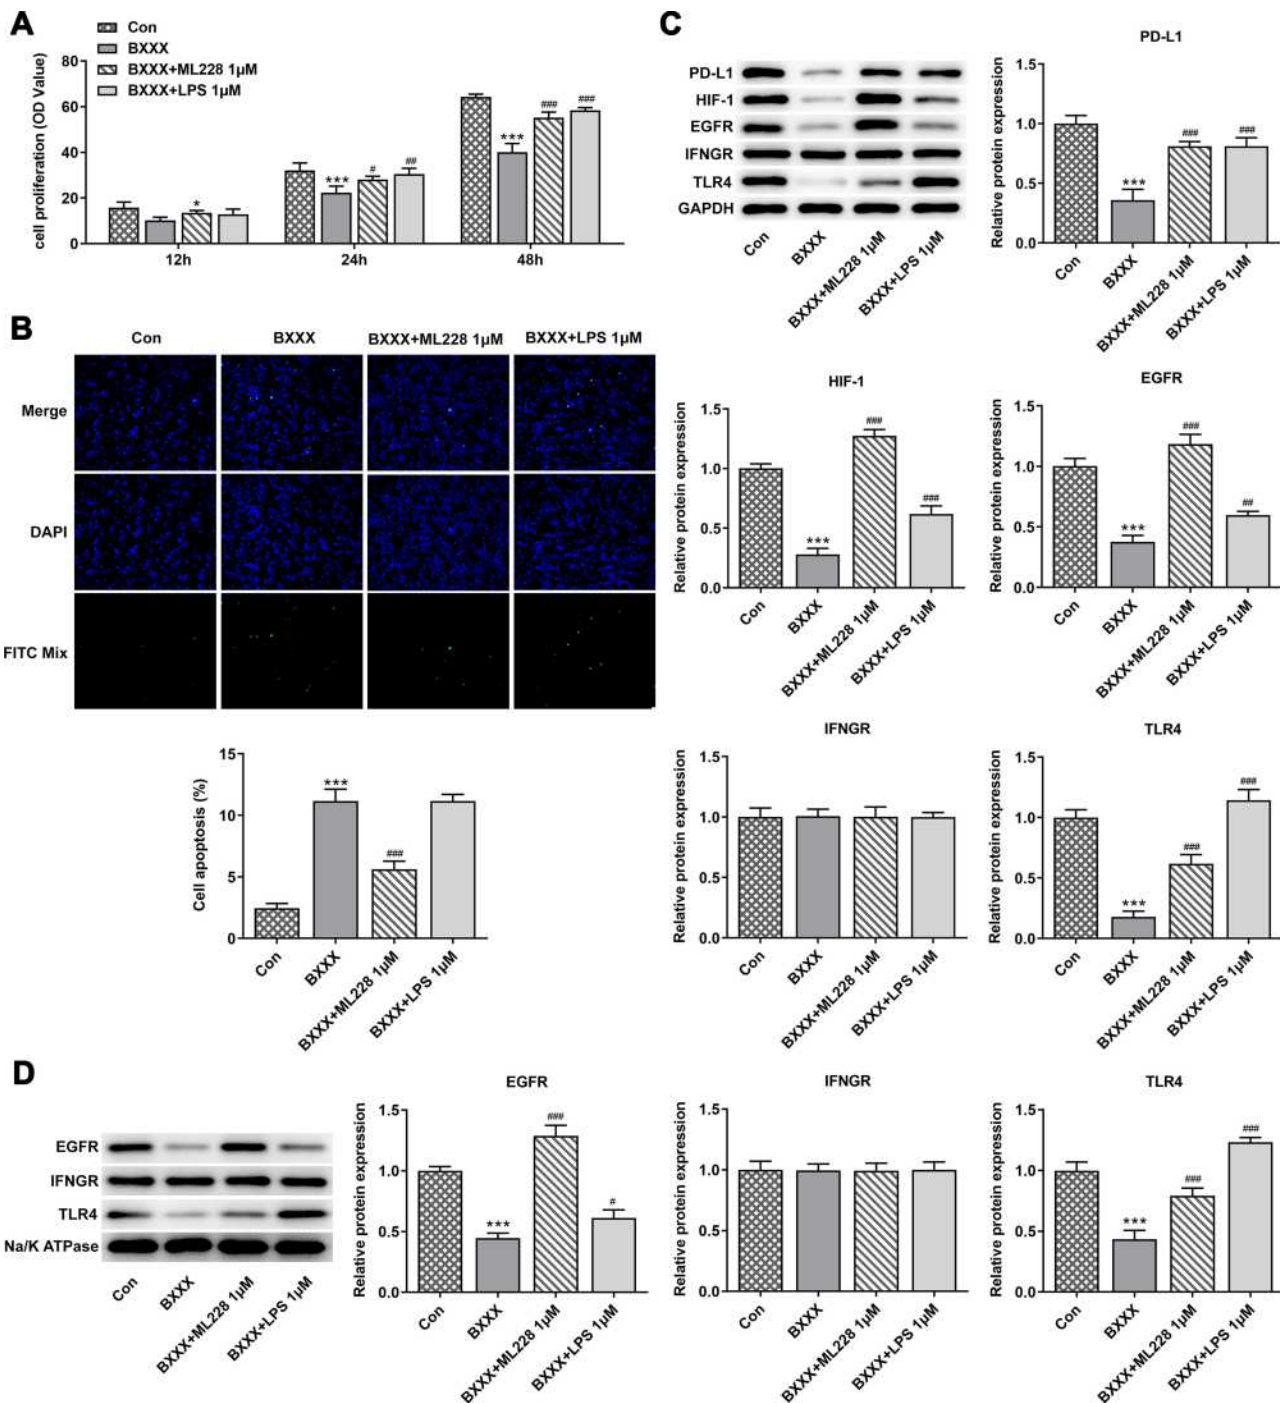 A
Con
BXXX
BXXX+ML228 1μM
BXXX+LPS 1μM
cell proliferation (OD Value)
80
60
40
20
0
*
***
#
##
***
###
###
12h
24h
48h
C
PD-L1
HIF-1
EGFR
IFNGR
TLR4
GAPDH
Con
BXXX
BXXX+ML228 1μM
BXXX+LPS 1μM
PD-L1
Relative protein expression
1.5
1.0
0.5
0.0
***
###
###
Con
BXXX
BXXX+ML228 1μM
BXXX+LPS 1μM
B
Con
BXXX
BXXX+ML228 1μM
BXXX+LPS 1μM
Merge
DAPI
FITC Mix
Cell apoptosis (%)
15
10
5
0
***
###
Con
BXXX
BXXX+ML228 1μM
BXXX+LPS 1μM
HIF-1
Relative protein expression
1.5
1.0
0.5
0.0
***
###
###
Con
BXXX
BXXX+ML228 1μM
BXXX+LPS 1μM
EGFR
Relative protein expression
1.5
1.0
0.5
0.0
***
###
##
Con
BXXX
BXXX+ML228 1μM
BXXX+LPS 1μM
IFNGR
Relative protein expression
1.5
1.0
0.5
0.0
Con
BXXX
BXXX+ML228 1μM
BXXX+LPS 1μM
TLR4
Relative protein expression
1.5
1.0
0.5
0.0
***
###
###
Con
BXXX
BXXX+ML228 1μM
BXXX+LPS 1μM
D
EGFR
IFNGR
TLR4
Na/K ATPase
Con
BXXX
BXXX+ML228 1μM
BXXX+LPS 1μM
EGFR
Relative protein expression
1.5
1.0
0.5
0.0
***
###
#
Con
BXXX
BXXX+ML228 1μM
BXXX+LPS 1μM
IFNGR
Relative protein expression
1.5
1.0
0.5
0.0
Con
BXXX
BXXX+ML228 1μM
BXXX+LPS 1μM
TLR4
Relative protein expression
1.5
1.0
0.5
0.0
***
###
###
Con
BXXX
BXXX+ML228 1μM
BXXX+LPS 1μM